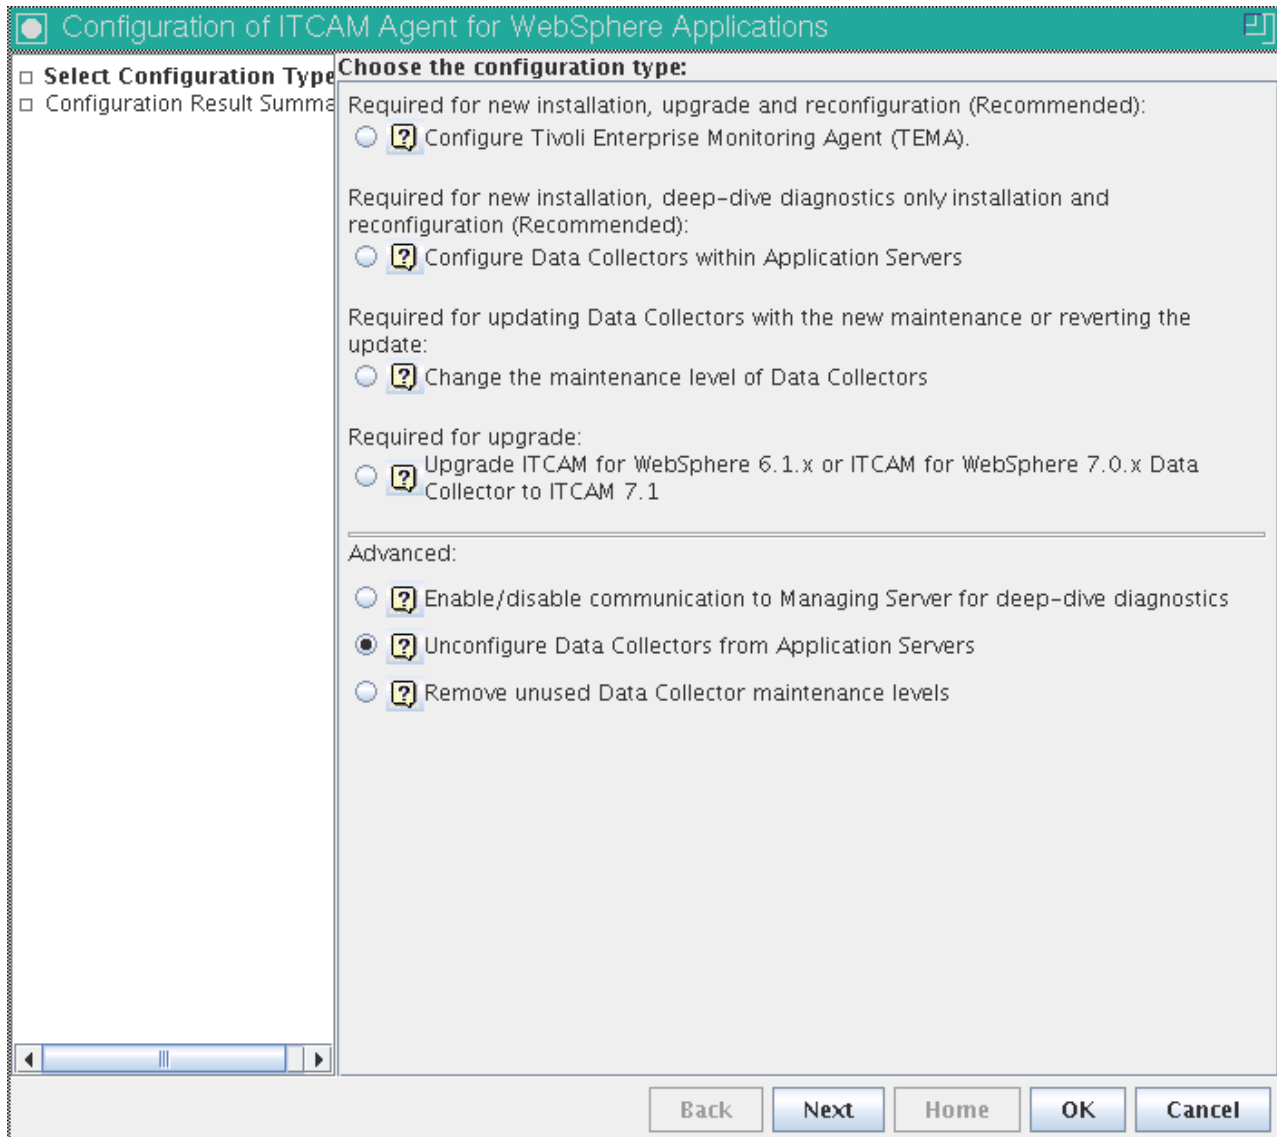 Configuration of ITCAM Agent for WebSphere Applications
Select Configuration Type
Configuration Result Summa
Choose the configuration type:
Required for new installation, upgrade and reconfiguration (Recommended):
Configure Tivoli Enterprise Monitoring Agent (TEMA).
Required for new installation, deep-dive diagnostics only installation and
reconfiguration (Recommended):
Configure Data Collectors within Application Servers
Required for updating Data Collectors with the new maintenance or reverting the
update:
Change the maintenance level of Data Collectors
Required for upgrade:
Upgrade ITCAM for WebSphere 6.1.x or ITCAM for WebSphere 7.0.x Data
Collector to ITCAM 7.1
Advanced:
Enable/disable communication to Managing Server for deep-dive diagnostics
Unconfigure Data Collectors from Application Servers
Remove unused Data Collector maintenance levels
Back Next Home OK Cancel